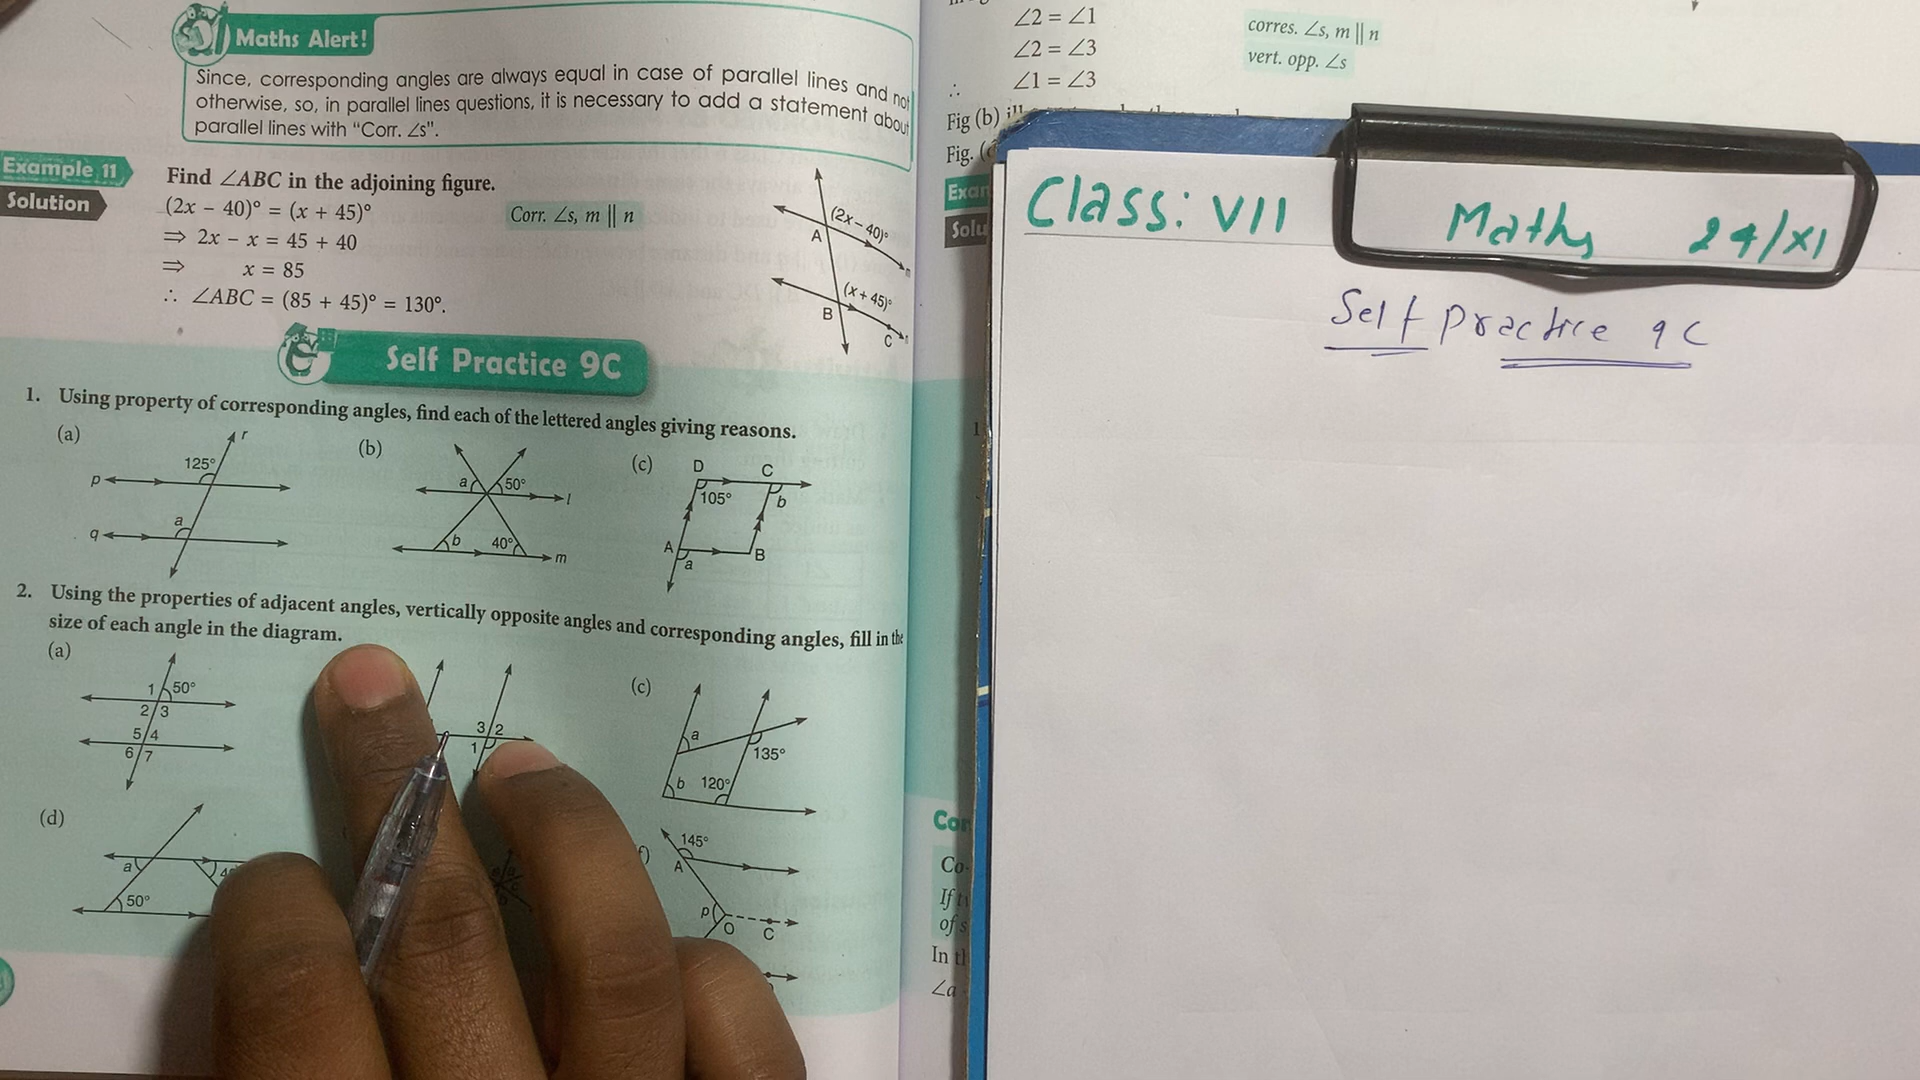 Maths Alert!
Since, corresponding angles are always equal in case of parallel lines and not
otherwise, so, in parallel lines questions, it is necessary to add a statement about
parallel lines with “Corr. ∠s”.
Example 11
Find ∠ABC in the adjoining figure.
Solution
(2x − 40)° = (x + 45)°
Corr. ∠s, m || n
⇒ 2x − x = 45 + 40
⇒ x = 85
∴ ∠ABC = (85 + 45)° = 130°.
(2x − 40)°
A
(x + 45)°
B
C
Self Practice 9C
1. Using property of corresponding angles, find each of the lettered angles giving reasons.
(a)
r
125°
p
a
q
(b)
a
50°
l
b
40°
m
(c)
D
C
105°
b
A
B
a
2. Using the properties of adjacent angles, vertically opposite angles and corresponding angles, fill in the
size of each angle in the diagram.
(a)
1
50°
2
3
5
4
6
7
3
2
1
(c)
a
135°
b
120°
(d)
a
50°
145°
A
p
O
C
∠2 = ∠1
corres. ∠s, m || n
∠2 = ∠3
vert. opp. ∠s
∴ ∠1 = ∠3
Fig (b)
Fig.
Class: VII
Maths
24/XI
Self Practice 9C
Co-
If
of s
∠a